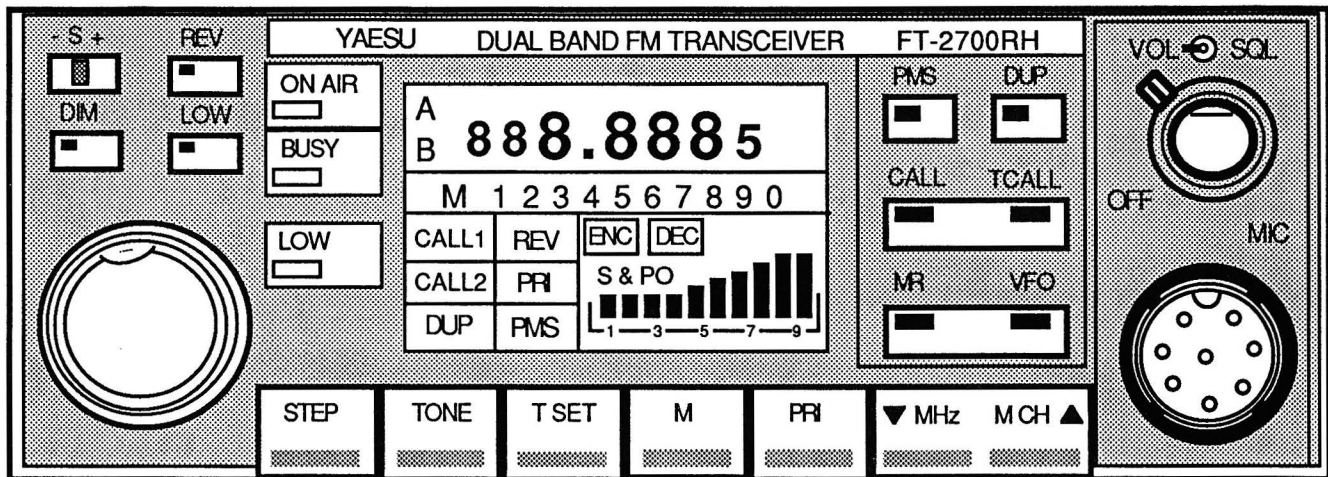 - S +
REV
DIM
LOW
YAESU DUAL BAND FM TRANSCEIVER FT-2700RH
ON AIR
BUSY
LOW
A
B
888.8885
M 1 2 3 4 5 6 7 8 9 0
CALL1 REV
CALL2 PRI
DUP PMS
ENC DEC
S & PO
1 3 5 7 9
PMS DUP
CALL TCALL
MR VFO
VOL SQL
OFF
MIC
STEP TONE T SET M PRI ▼ MHz M CH ▲